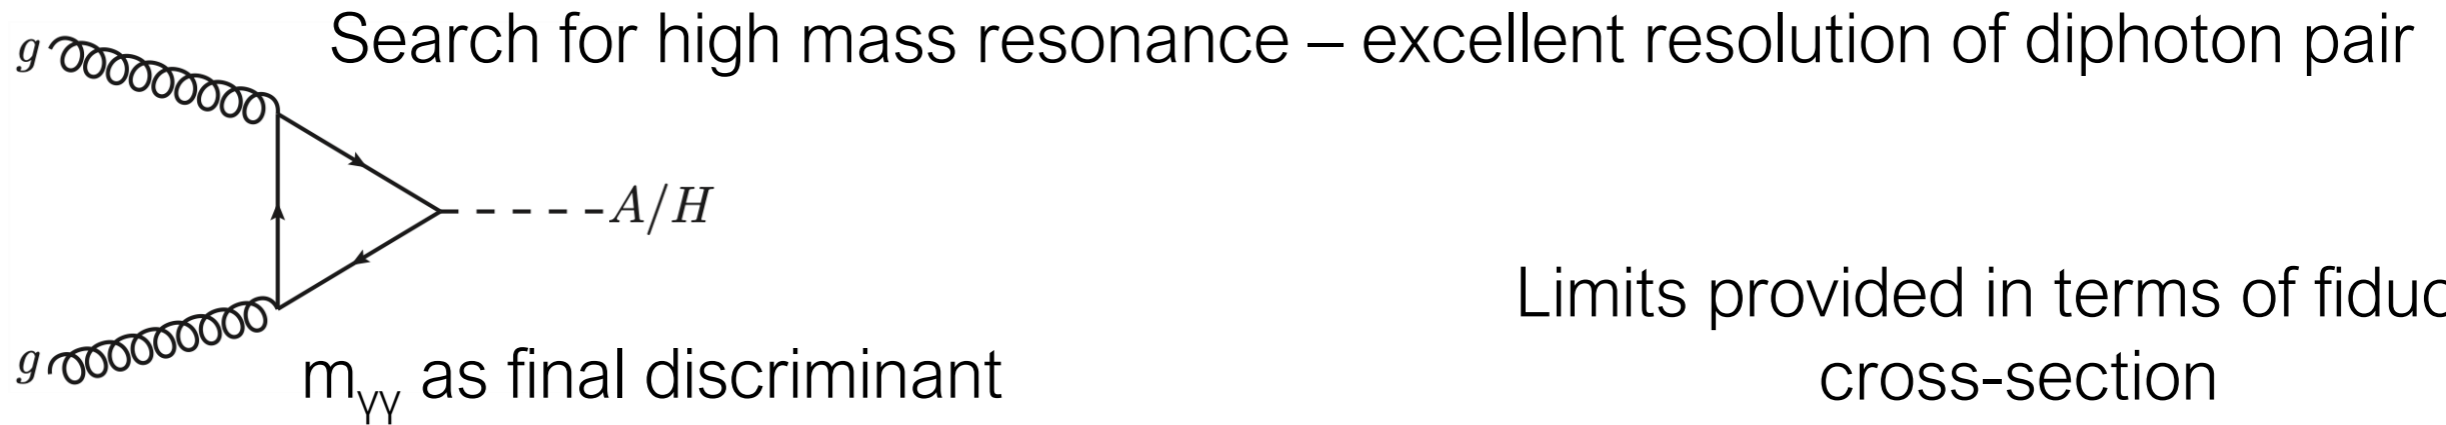 g
Search for high mass resonance – excellent resolution of diphoton pair
A/H
Limits provided in terms of
cross-section
g
mγγ as final discriminant